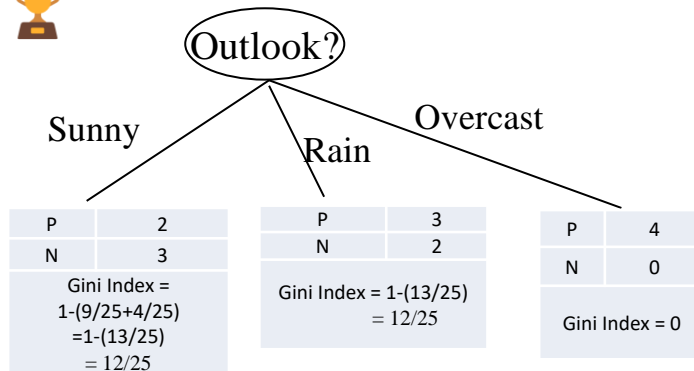 Outlook?
Sunny
Rain
Overcast
P 2
N 3
Gini Index =
1-(9/25+4/25)
=1-(13/25)
= 12/25
P 3
N 2
Gini Index = 1-(13/25)
= 12/25
P 4
N 0
Gini Index = 0